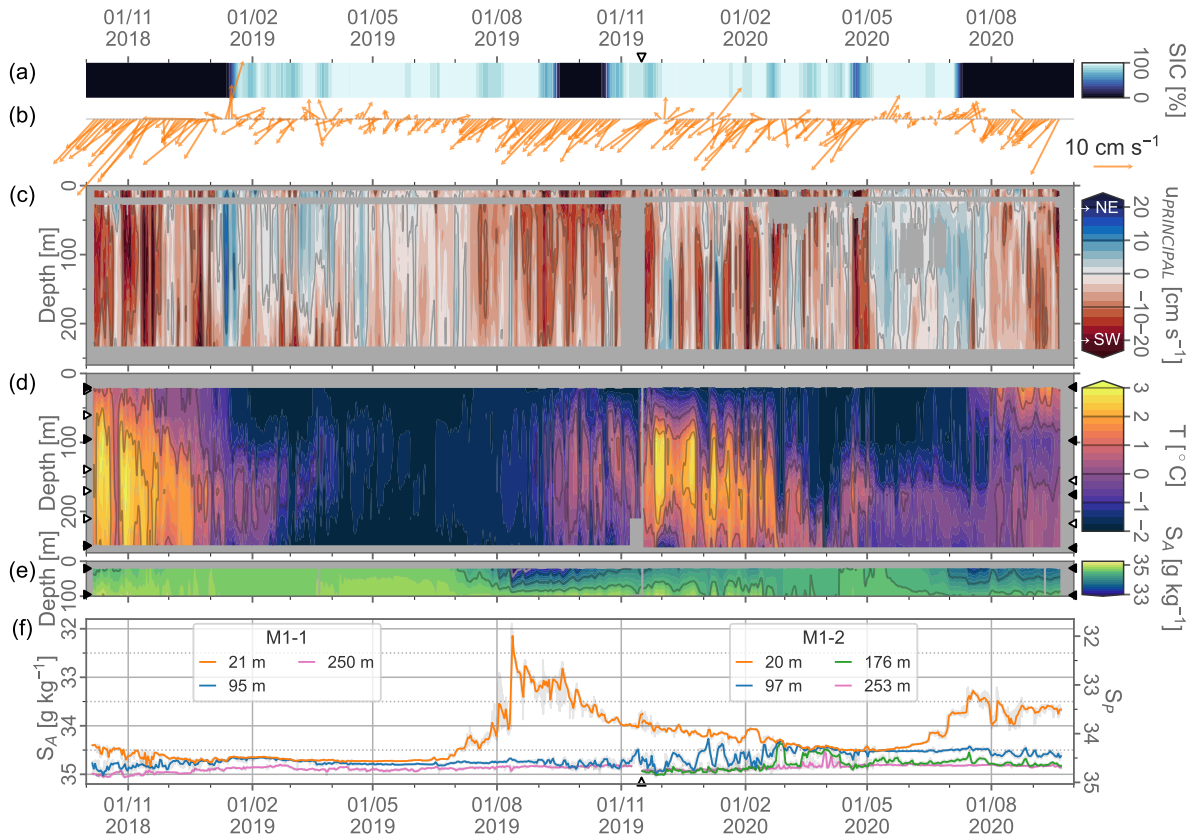 01/11 01/02 01/05 01/08 01/11 01/02 01/05 01/08
2018 2019 2019 2019 2019 2020 2020 2020
(a)
100
0
SIC [%]
(b)
10 cm s⁻¹
(c)
0
100
200
Depth [m]
→ NE
20
10
0
−10
−20
→ SW
u_PRINCIPAL [cm s⁻¹]
(d)
0
100
200
Depth [m]
3
2
1
0
−1
−2
T [°C]
(e)
0
100
Depth [m]
35
33
S_A [g kg⁻¹]
(f)
32
33
34
35
S_A [g kg⁻¹]
M1-1
21 m 250 m
95 m
M1-2
20 m 176 m
97 m 253 m
32
33
34
35
S_P
01/11 01/02 01/05 01/08 01/11 01/02 01/05 01/08
2018 2019 2019 2019 2019 2020 2020 2020